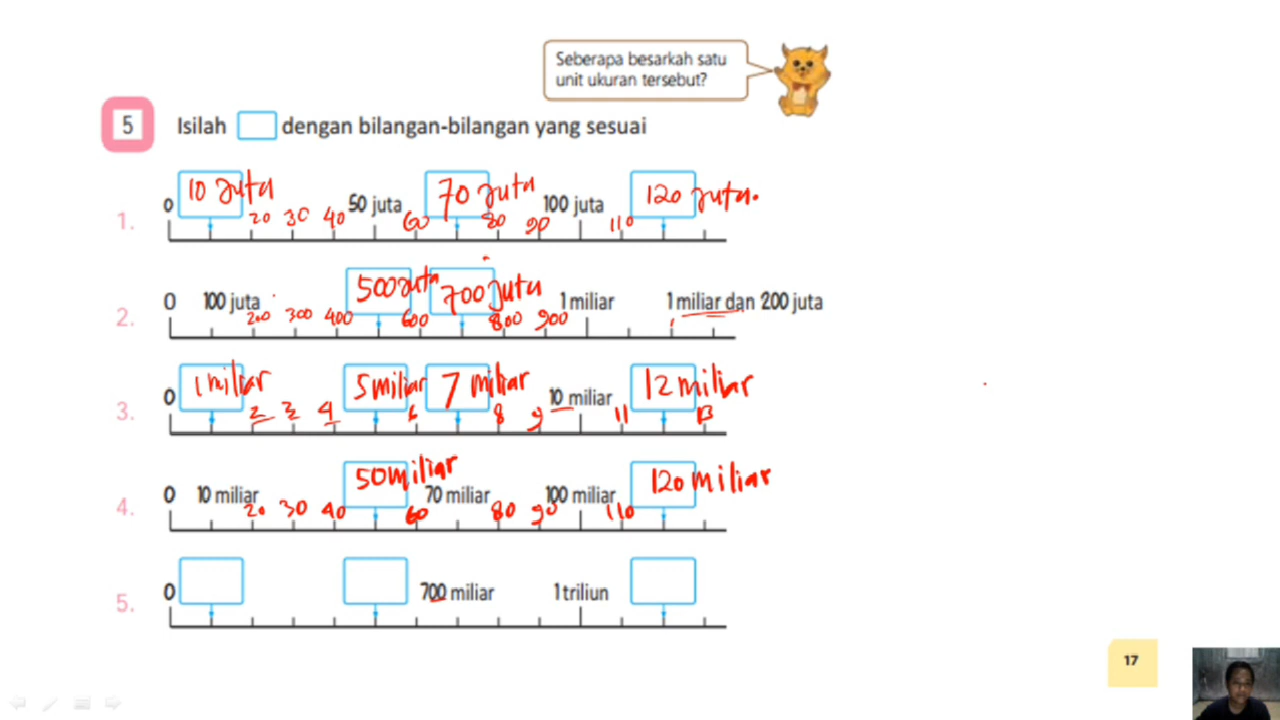 Seberapa besarkah satu
unit ukuran tersebut?
5 Isilah dengan bilangan-bilangan yang sesuai
1. 0 10 juta 20 30 40 50 juta 60 70 juta 80 90 100 juta 110 120 juta.
2. 0 100 juta 200 300 400 500 juta 600 700 juta 800 900 1 miliar 1 miliar dan 200 juta
3. 0 1 miliar 2 3 4 5 miliar 6 7 miliar 8 9 10 miliar 11 12 miliar 13
4. 0 10 miliar 20 30 40 50 miliar 60 70 miliar 80 90 100 miliar 110 120 miliar
5. 0 700 miliar 1 triliun
17